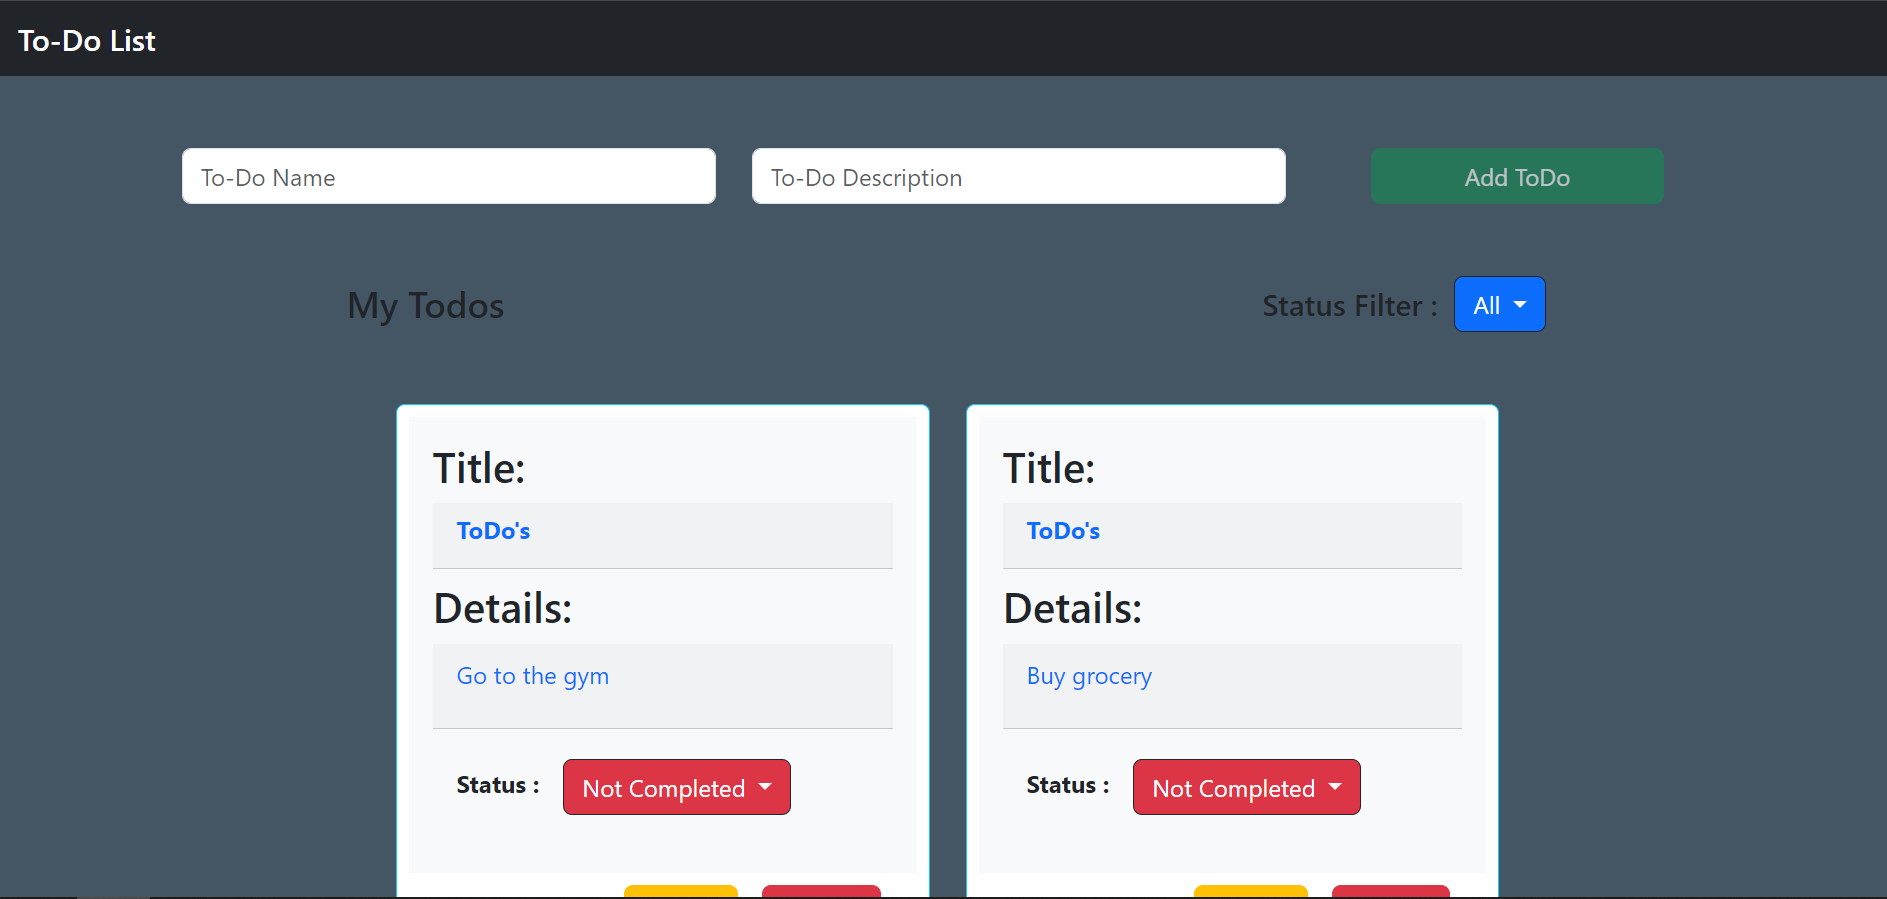 To-Do List
To-Do Name
To-Do Description
Add ToDo
My Todos
Status Filter :
All
Title:
ToDo's
Details:
Go to the gym
Status :
Not Completed
Title:
ToDo's
Details:
Buy grocery
Status :
Not Completed